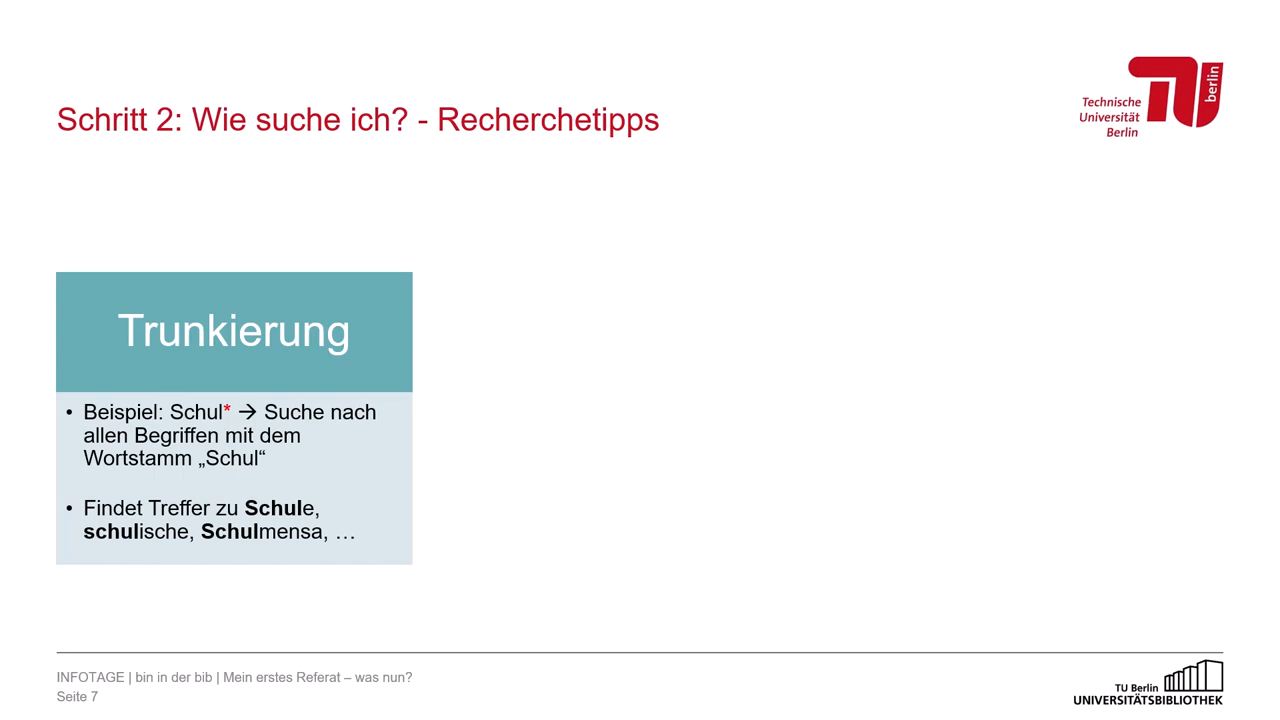 Schritt 2: Wie suche ich? - Recherchetipps
Technische
Universität
Berlin
berlin
Trunkierung
• Beispiel: Schul* → Suche nach
allen Begriffen mit dem
Wortstamm „Schul“
• Findet Treffer zu Schule,
schulische, Schulmensa, …
INFOTAGE | bin in der bib | Mein erstes Referat – was nun?
Seite 7
TU Berlin
UNIVERSITÄTSBIBLIOTHEK